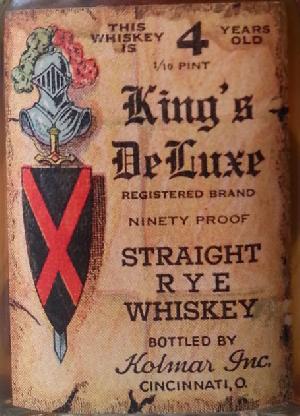 THIS WHISKEY IS 4 YEARS OLD
1/10 PINT
King's
DeLuxe
REGISTERED BRAND
NINETY PROOF
STRAIGHT
RYE
WHISKEY
BOTTLED BY
Kolmar Inc.
CINCINNATI, O.